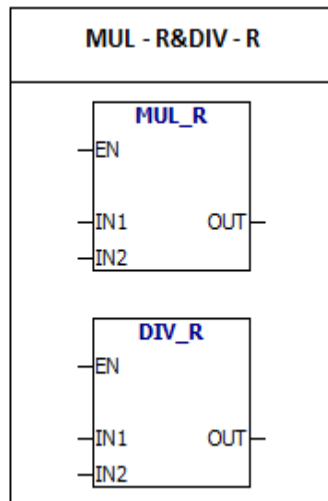 MUL - R&DIV - R
MUL_R
EN
IN1 OUT
IN2
DIV_R
EN
IN1 OUT
IN2